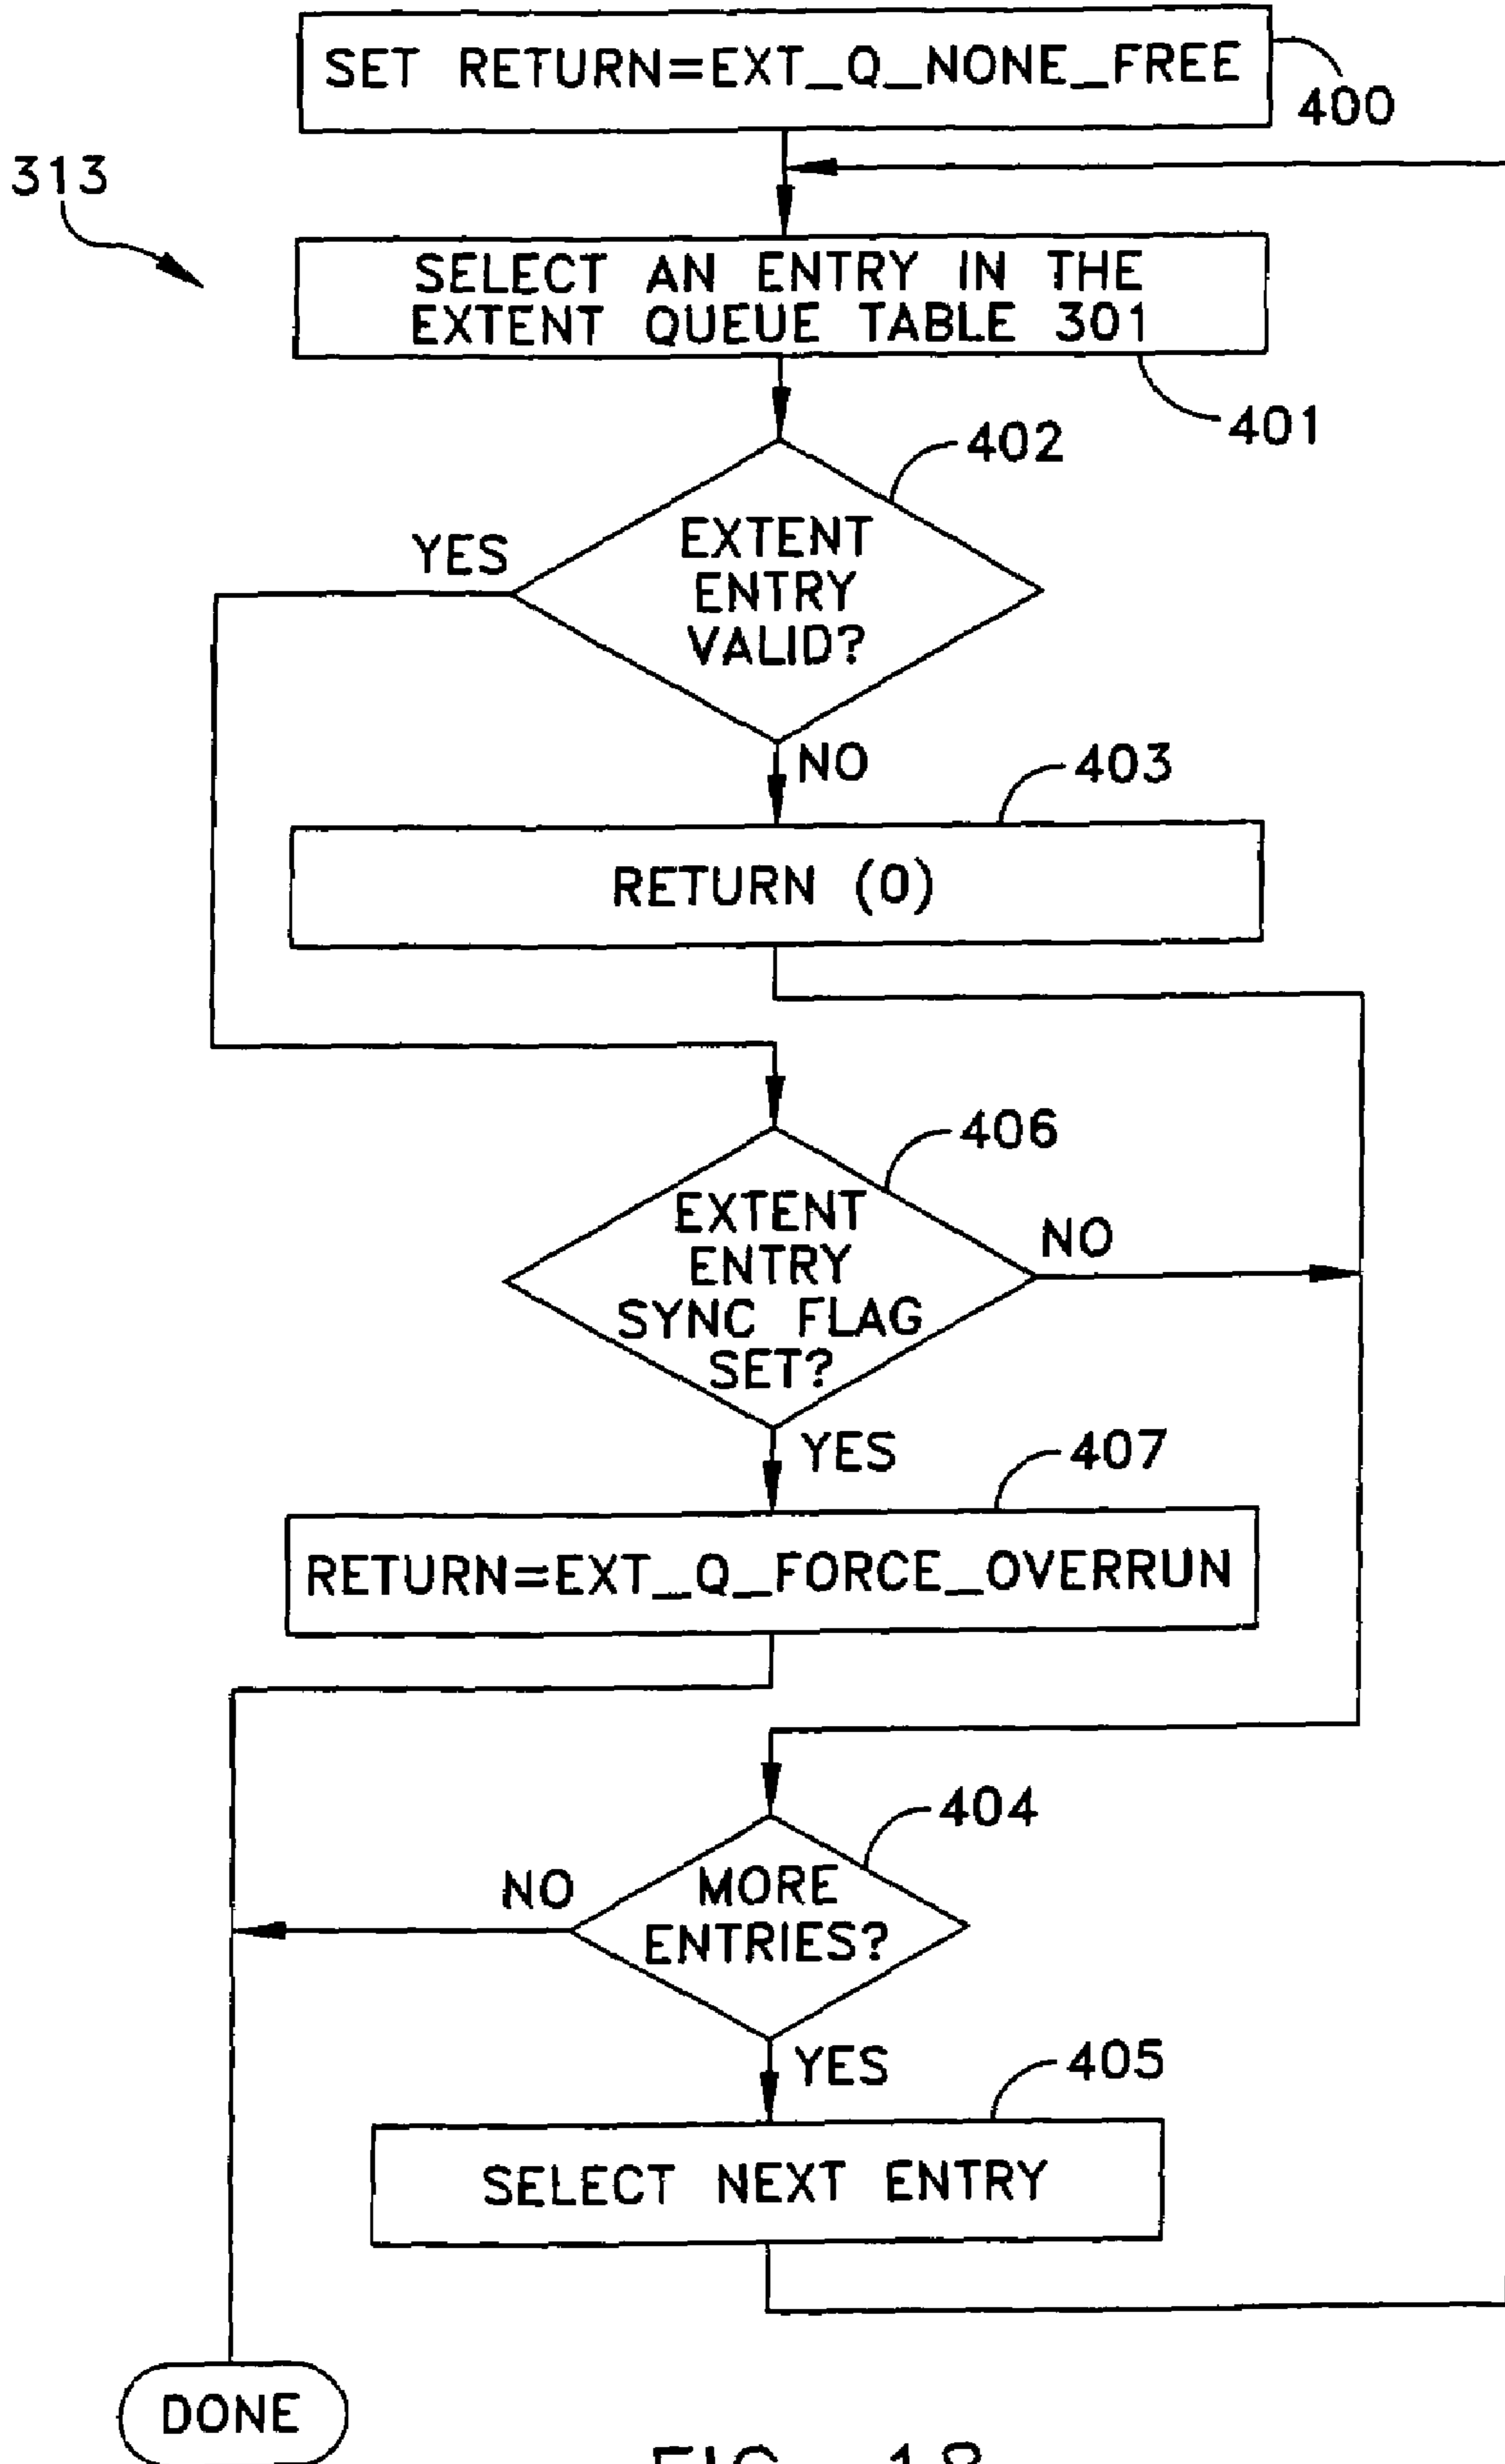 SET RETURN=EXT_Q_NONE_FREE
400
313
SELECT AN ENTRY IN THE
EXTENT QUEUE TABLE 301
401
402
EXTENT
ENTRY
VALID?
YES
NO
403
RETURN (0)
406
EXTENT
ENTRY
SYNC FLAG
SET?
NO
YES
407
RETURN=EXT_Q_FORCE_OVERRUN
404
MORE
ENTRIES?
NO
YES
405
SELECT NEXT ENTRY
DONE
FIG. 18